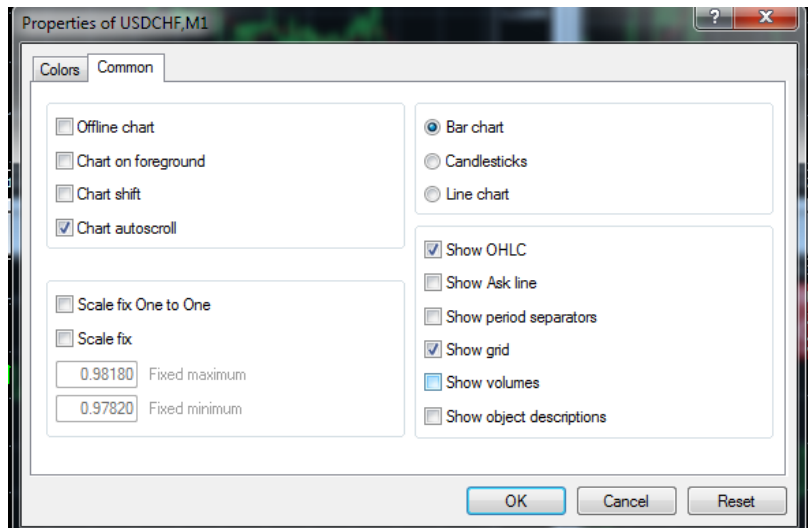 Properties of USDCHF,M1
?
X
Colors
Common
Offline chart
Chart on foreground
Chart shift
Chart autoscroll
Scale fix One to One
Scale fix
0.98180 Fixed maximum
0.97820 Fixed minimum
Bar chart
Candlesticks
Line chart
Show OHLC
Show Ask line
Show period separators
Show grid
Show volumes
Show object descriptions
OK
Cancel
Reset